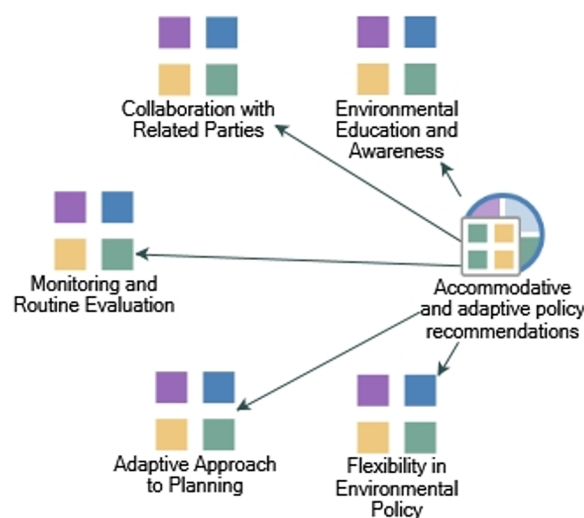 Collaboration with
Related Parties
Environmental
Education and
Awareness
Monitoring and
Routine Evaluation
Accommodative
and adaptive policy
recommendations
Adaptive Approach
to Planning
Flexibility in
Environmental
Policy